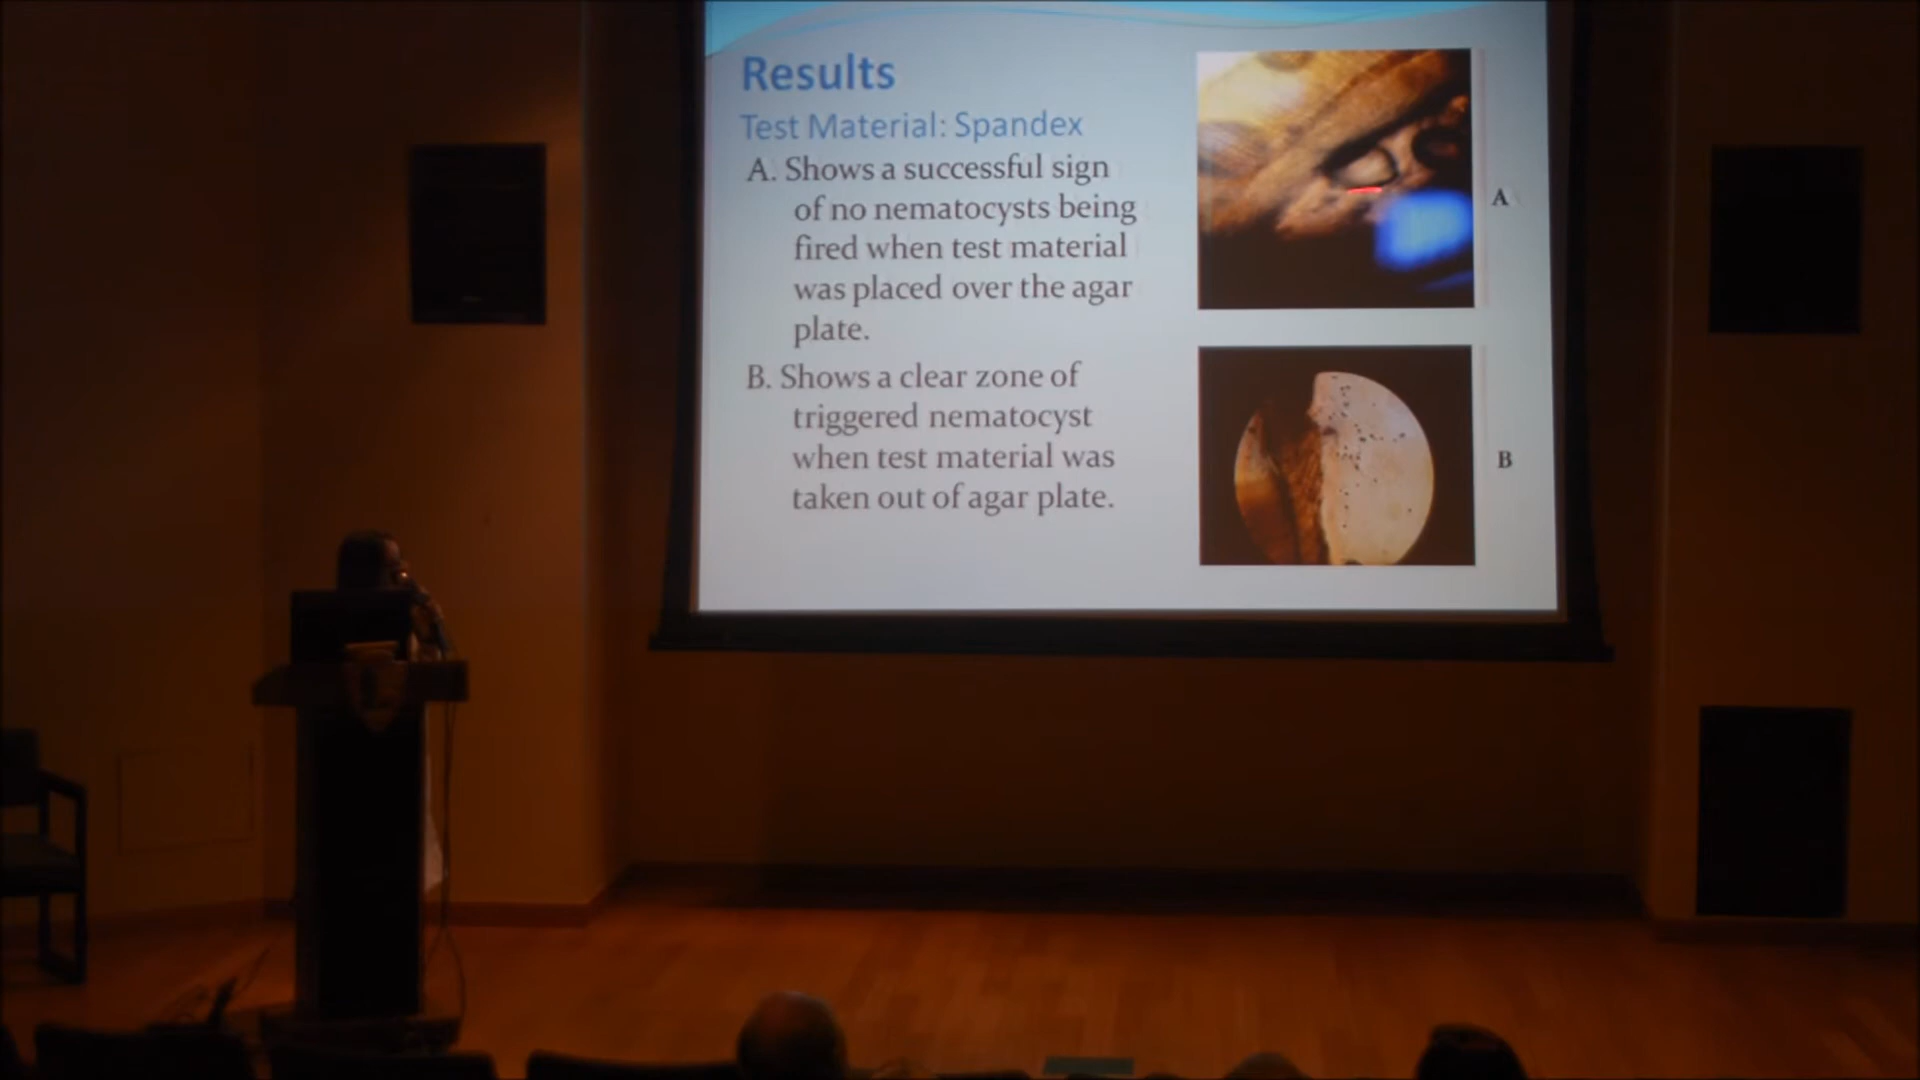 Results
Test Material: Spandex
A. Shows a successful sign
of no nematocysts being
fired when test material
was placed over the agar
plate.
B. Shows a clear zone of
triggered nematocyst
when test material was
taken out of agar plate.
A
B